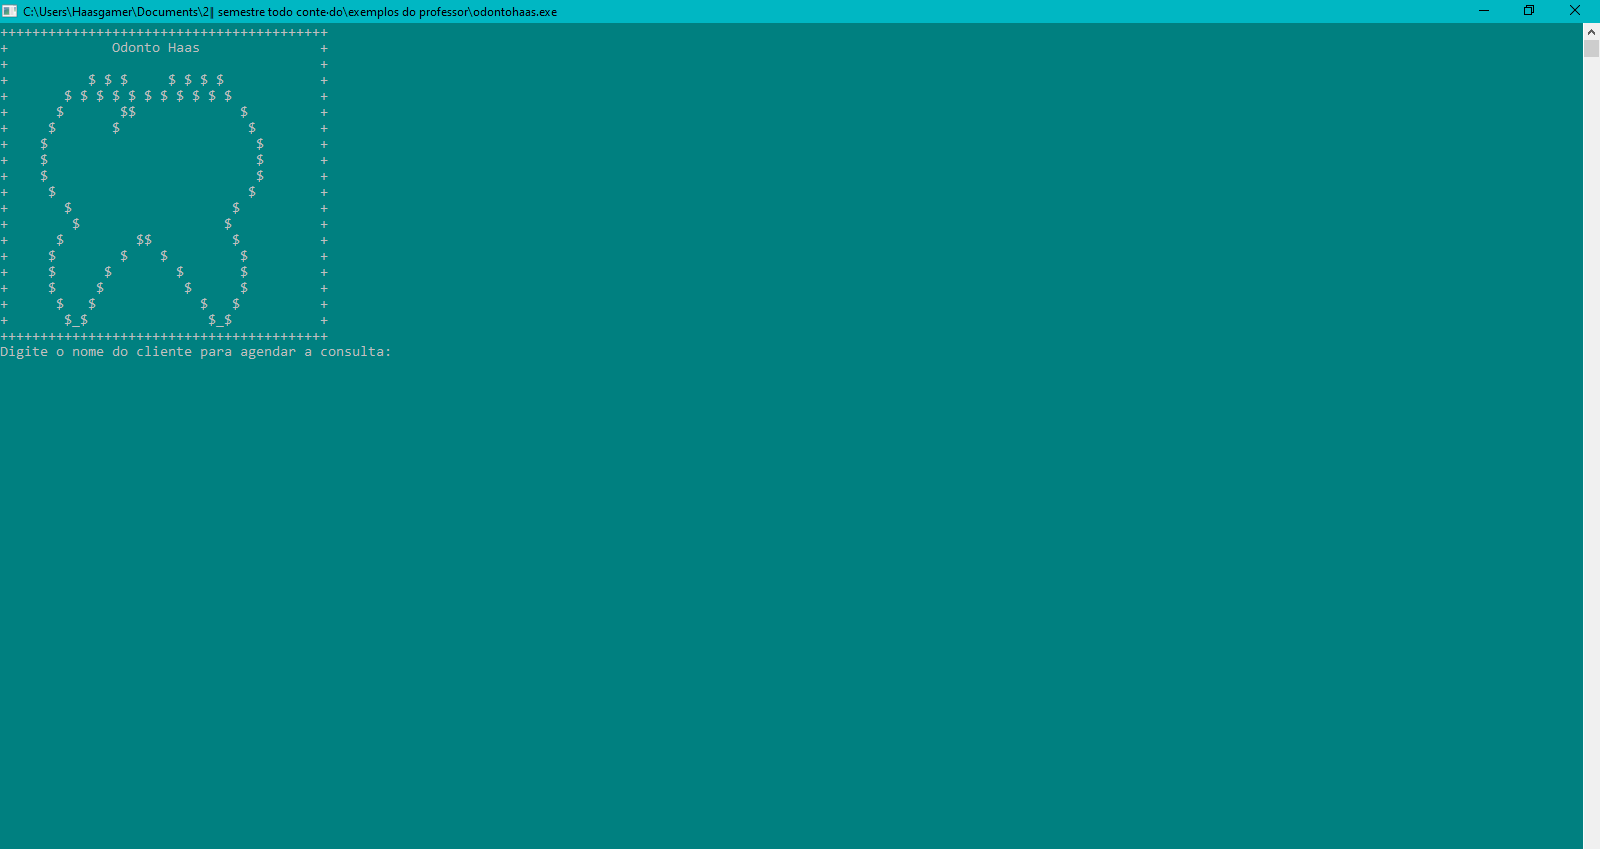 C:\Users\Haasgamer\Documents\2‖ semestre todo conte·do\exemplos do professor\odontohaas.exe
+++++++++++++++++++++++++++++++++++++++++
+             Odonto Haas               +
+                                       +
+          $ $ $     $ $ $ $            +
+       $ $ $ $ $ $ $ $ $ $ $           +
+      $       $$             $         +
+     $       $                $        +
+    $                          $       +
+    $                          $       +
+    $                          $       +
+     $                        $        +
+       $                    $          +
+        $                  $           +
+      $         $$          $          +
+     $        $    $         $         +
+     $      $        $       $         +
+     $     $          $      $         +
+      $   $             $   $          +
+       $_$               $_$           +
+++++++++++++++++++++++++++++++++++++++++
Digite o nome do cliente para agendar a consulta: